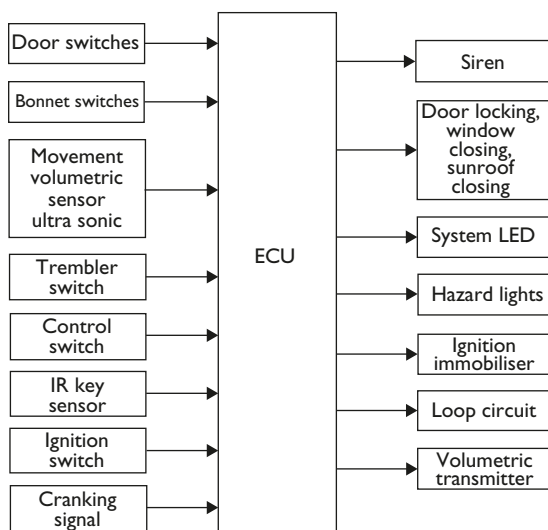 Door switches
Bonnet switches
Movement
volumetric
sensor
ultra sonic
Trembler
switch
Control
switch
IR key
sensor
Ignition
switch
Cranking
signal
ECU
Siren
Door locking,
window
closing,
sunroof
closing
System LED
Hazard lights
Ignition
immobiliser
Loop circuit
Volumetric
transmitter